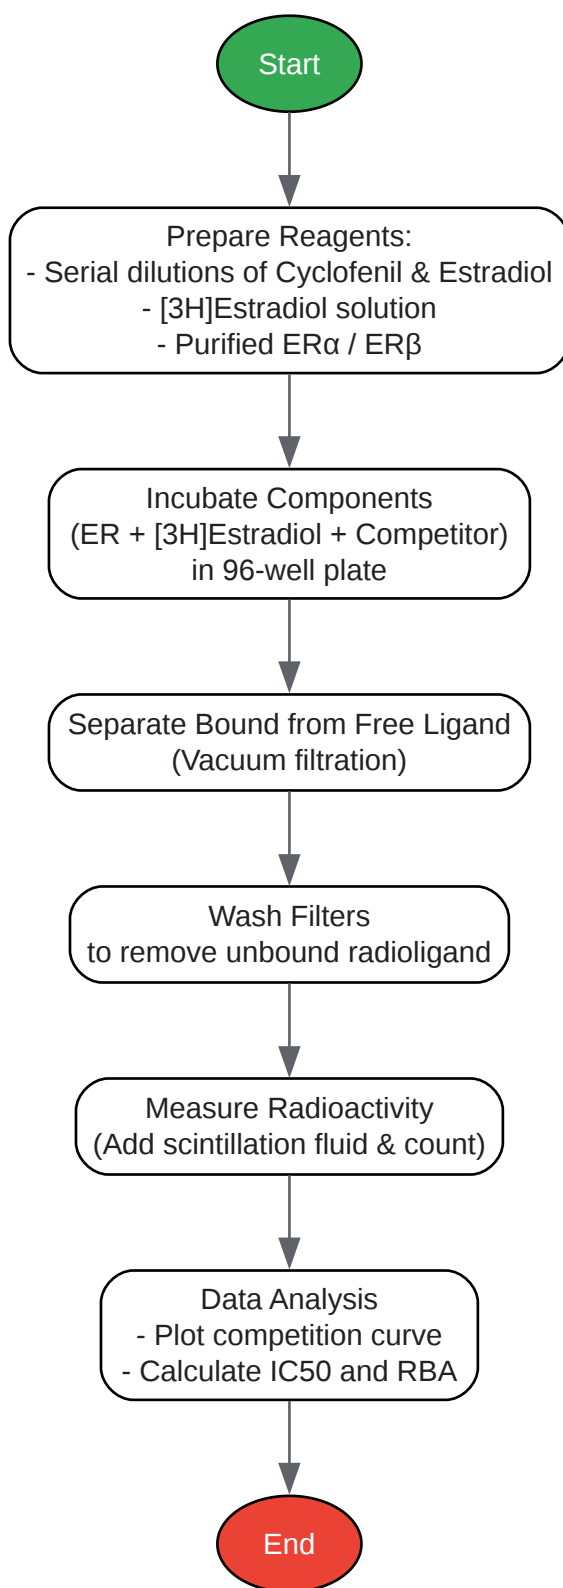 Start
Prepare Reagents:
- Serial dilutions of Cyclofenil & Estradiol
- [3H]Estradiol solution
- Purified ERα / ERβ
Incubate Components
(ER + [3H]Estradiol + Competitor)
in 96-well plate
Separate Bound from Free Ligand
(Vacuum filtration)
Wash Filters
to remove unbound radioligand
Measure Radioactivity
(Add scintillation fluid & count)
Data Analysis
- Plot competition curve
- Calculate IC50 and RBA
End